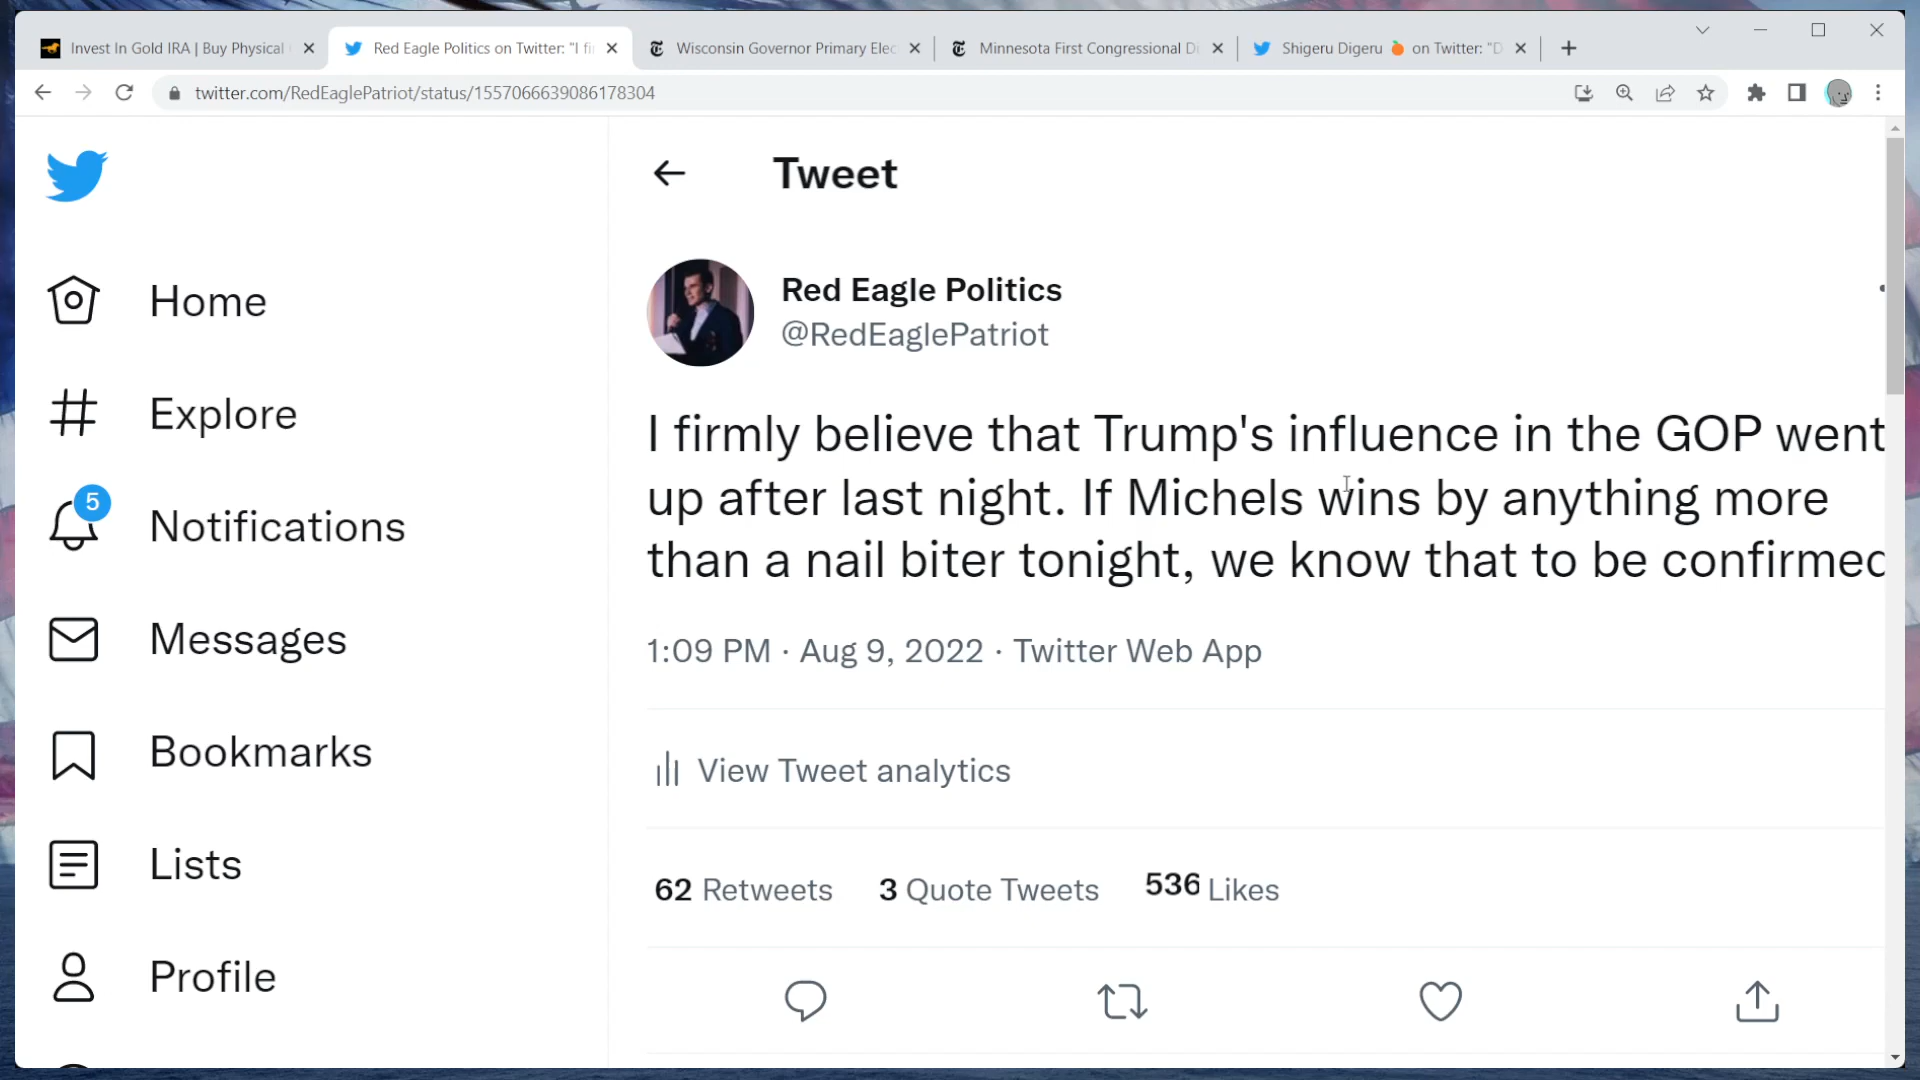 Invest In Gold IRA | Buy Physical
Red Eagle Politics on Twitter: "I fi
Wisconsin Governor Primary Elec
Minnesota First Congressional Di
Shigeru Digeru 🍊 on Twitter: "D
twitter.com/RedEaglePatriot/status/1557066639086178304
Tweet
Home
Explore
5
Notifications
Messages
Bookmarks
Lists
Profile
Red Eagle Politics
@RedEaglePatriot
I firmly believe that Trump's influence in the GOP went
up after last night. If Michels wins by anything more
than a nail biter tonight, we know that to be confirmed
1:09 PM · Aug 9, 2022 · Twitter Web App
View Tweet analytics
62 Retweets 3 Quote Tweets 536 Likes